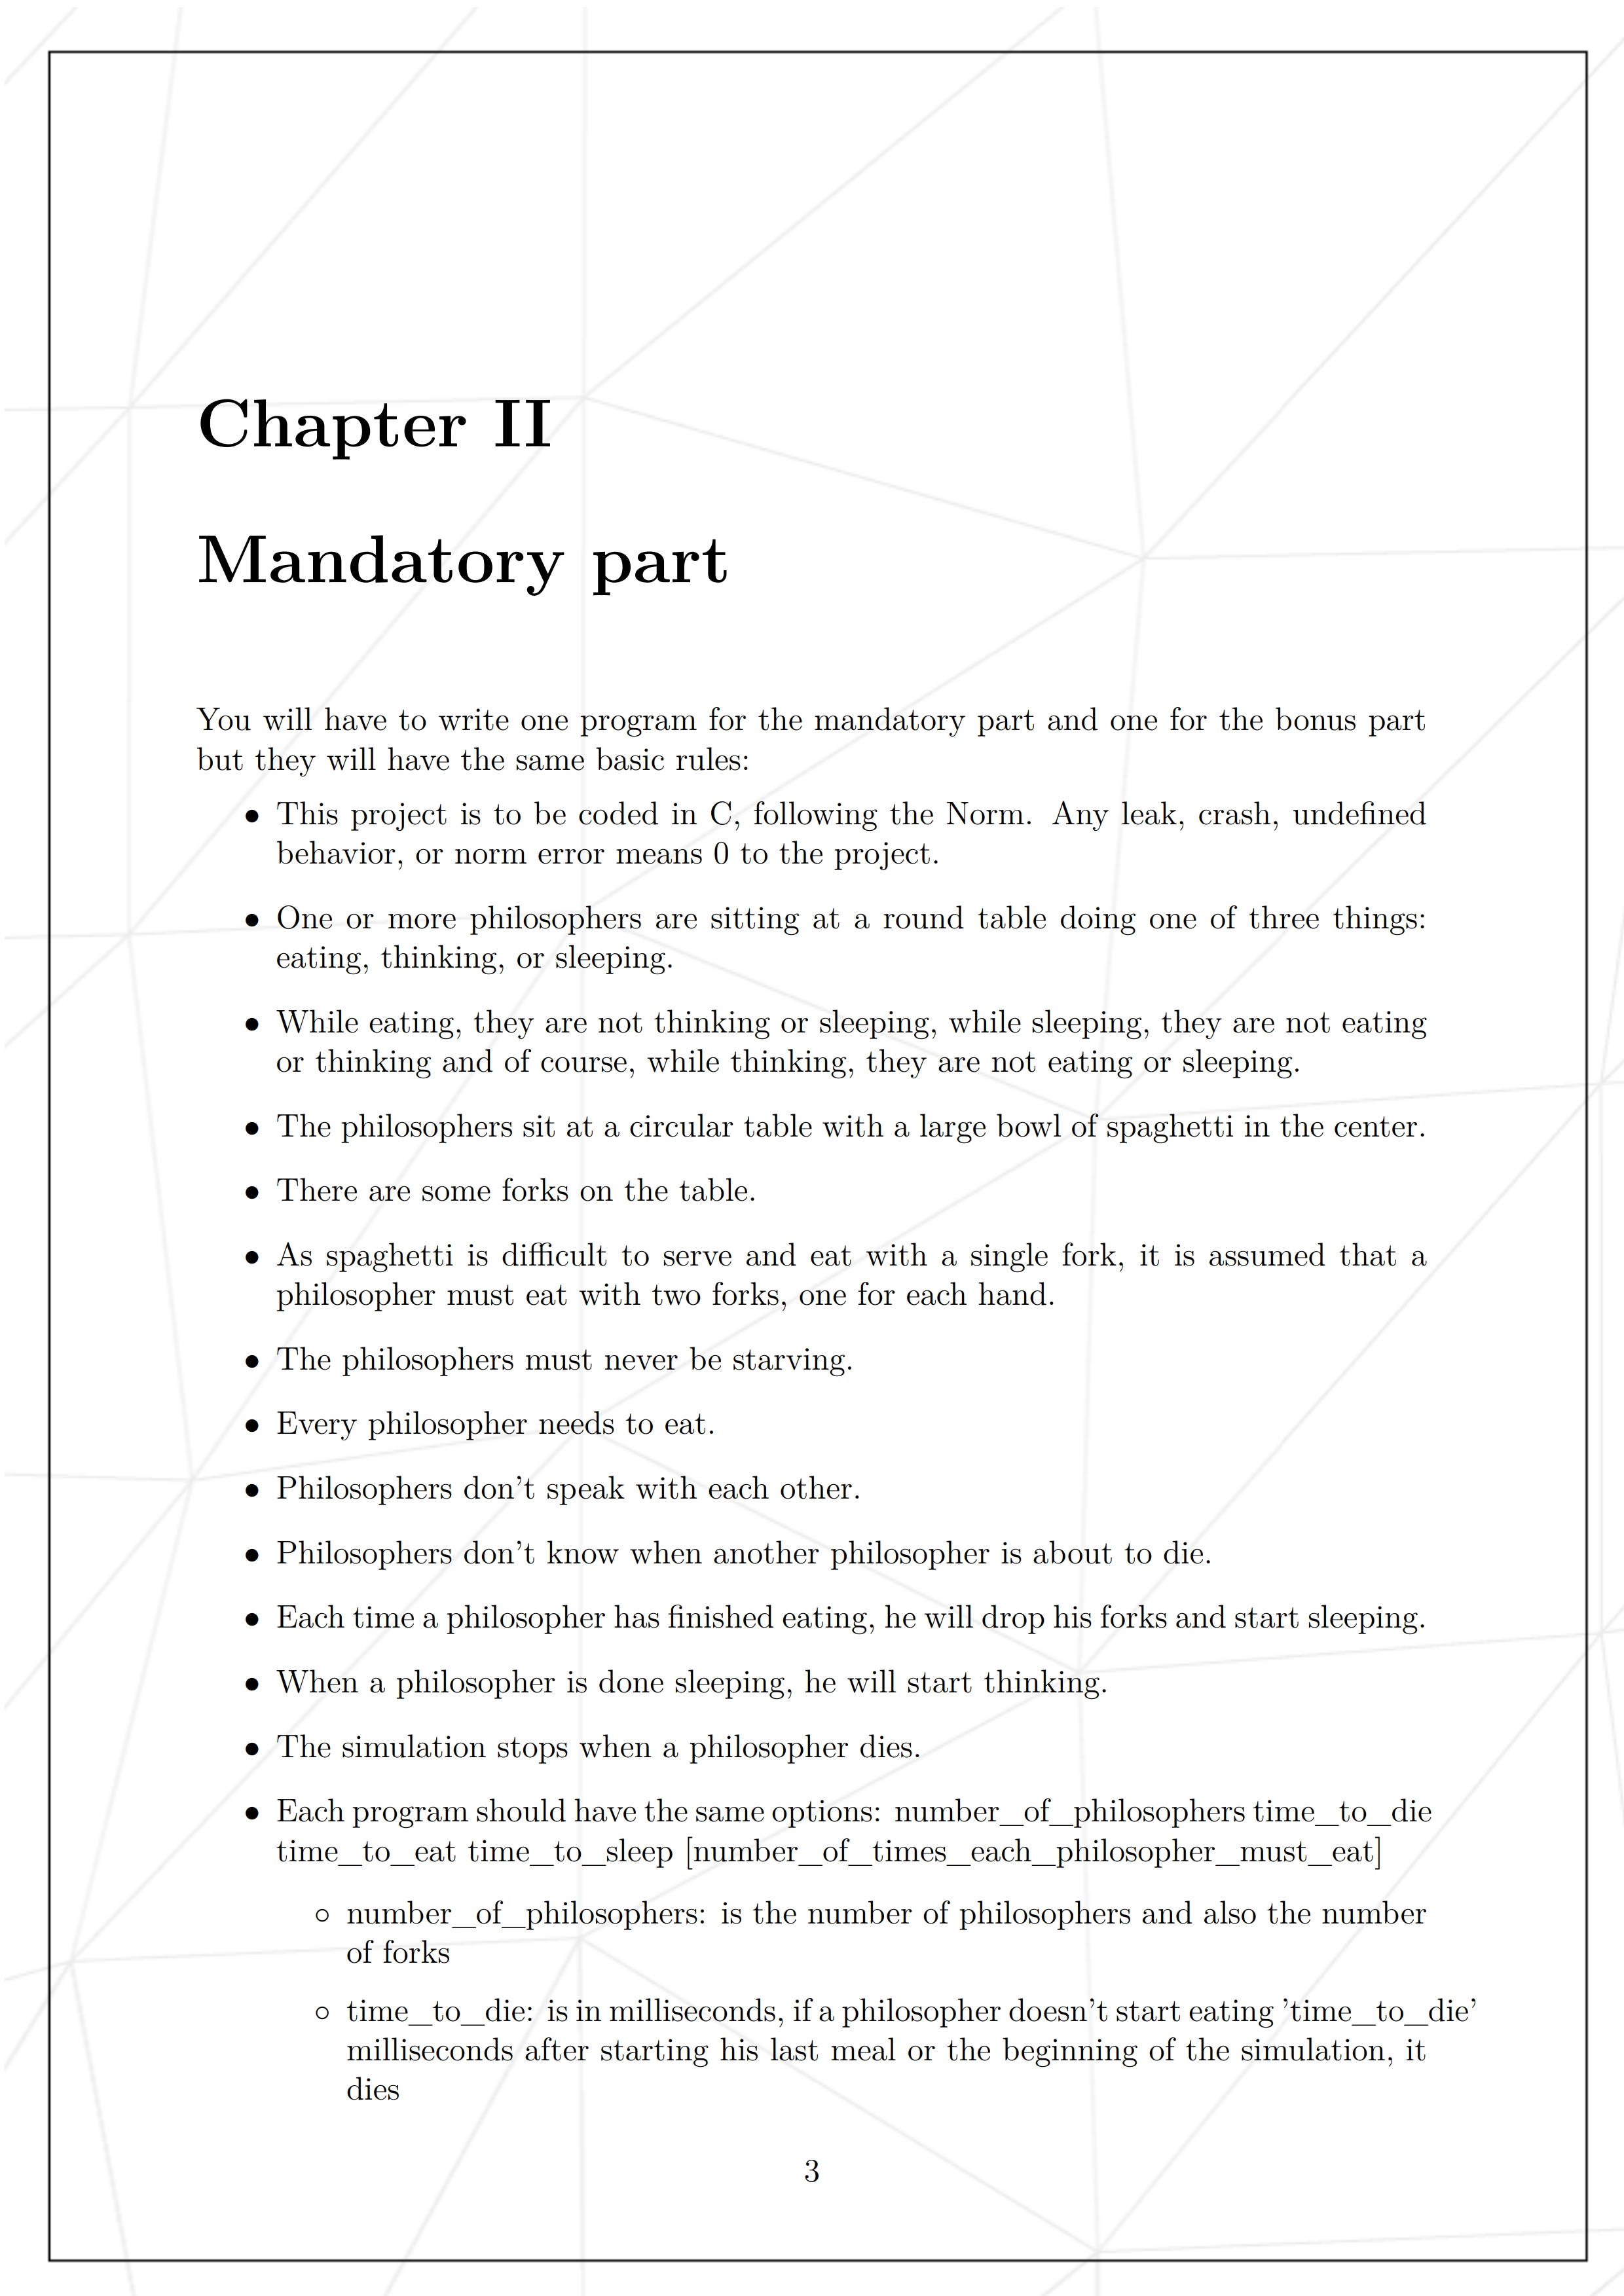 Chapter II
Mandatory part
You will have to write one program for the mandatory part and one for the bonus part
but they will have the same basic rules:
• This project is to be coded in C, following the Norm. Any leak, crash, undefined
behavior, or norm error means 0 to the project.
• One or more philosophers are sitting at a round table doing one of three things:
eating, thinking, or sleeping.
• While eating, they are not thinking or sleeping, while sleeping, they are not eating
or thinking and of course, while thinking, they are not eating or sleeping.
• The philosophers sit at a circular table with a large bowl of spaghetti in the center.
• There are some forks on the table.
• As spaghetti is difficult to serve and eat with a single fork, it is assumed that a
philosopher must eat with two forks, one for each hand.
• The philosophers must never be starving.
• Every philosopher needs to eat.
• Philosophers don't speak with each other.
• Philosophers don't know when another philosopher is about to die.
• Each time a philosopher has finished eating, he will drop his forks and start sleeping.
• When a philosopher is done sleeping, he will start thinking.
• The simulation stops when a philosopher dies.
• Each program should have the same options: number_of_philosophers time_to_die
time_to_eat time_to_sleep [number_of_times_each_philosopher_must_eat]
◦ number_of_philosophers: is the number of philosophers and also the number
of forks
◦ time_to_die: is in milliseconds, if a philosopher doesn't start eating 'time_to_die'
milliseconds after starting his last meal or the beginning of the simulation, it
dies
3